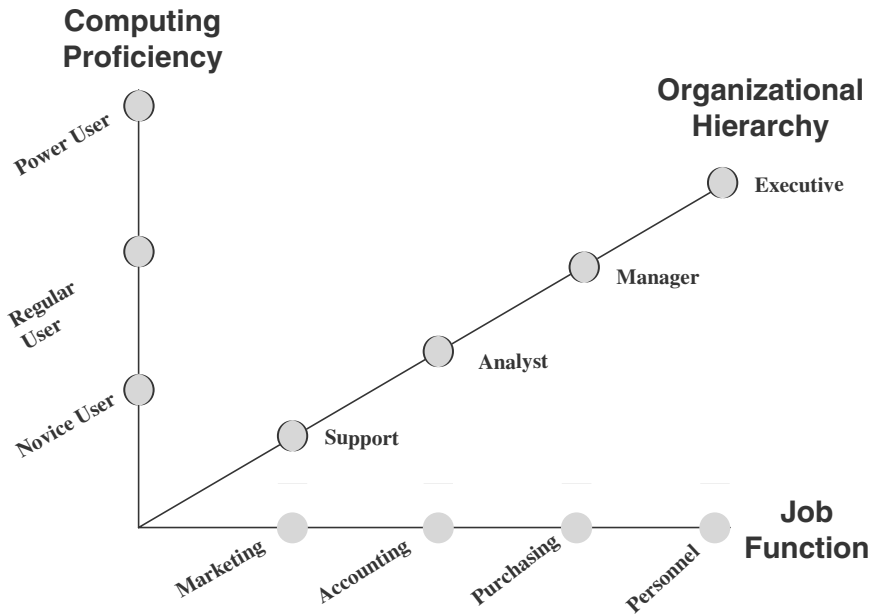 Computing
Proficiency
Organizational
Hierarchy
Power User
Executive
Manager
Regular
User
Analyst
Novice User
Support
Job
Function
Marketing
Accounting
Purchasing
Personnel